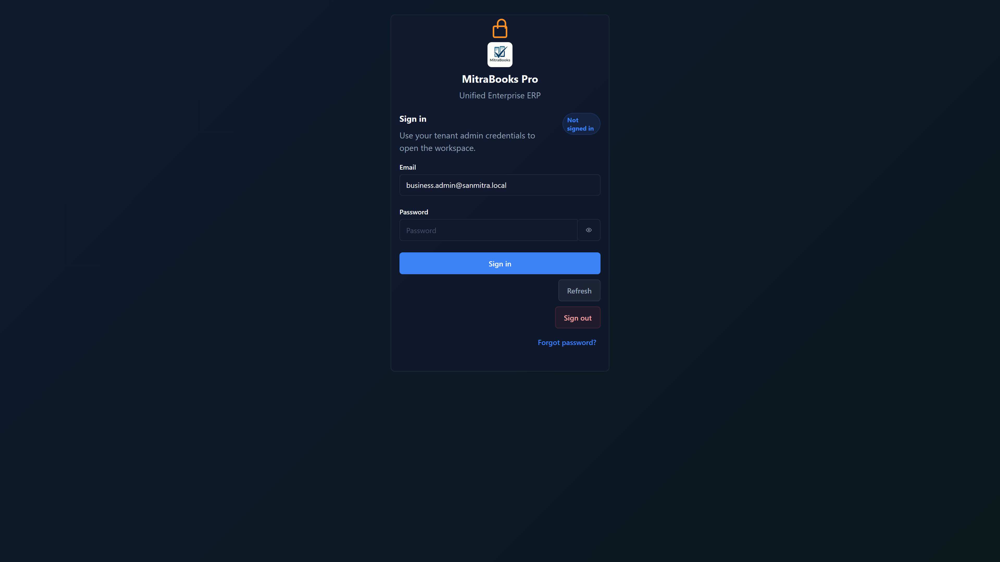 MitraBooks
MitraBooks Pro
Unified Enterprise ERP
Sign in
Not
signed in
Use your tenant admin credentials to
open the workspace.
Email
business.admin@sanmitra.local
Password
Password
Sign in
Refresh
Sign out
Forgot password?